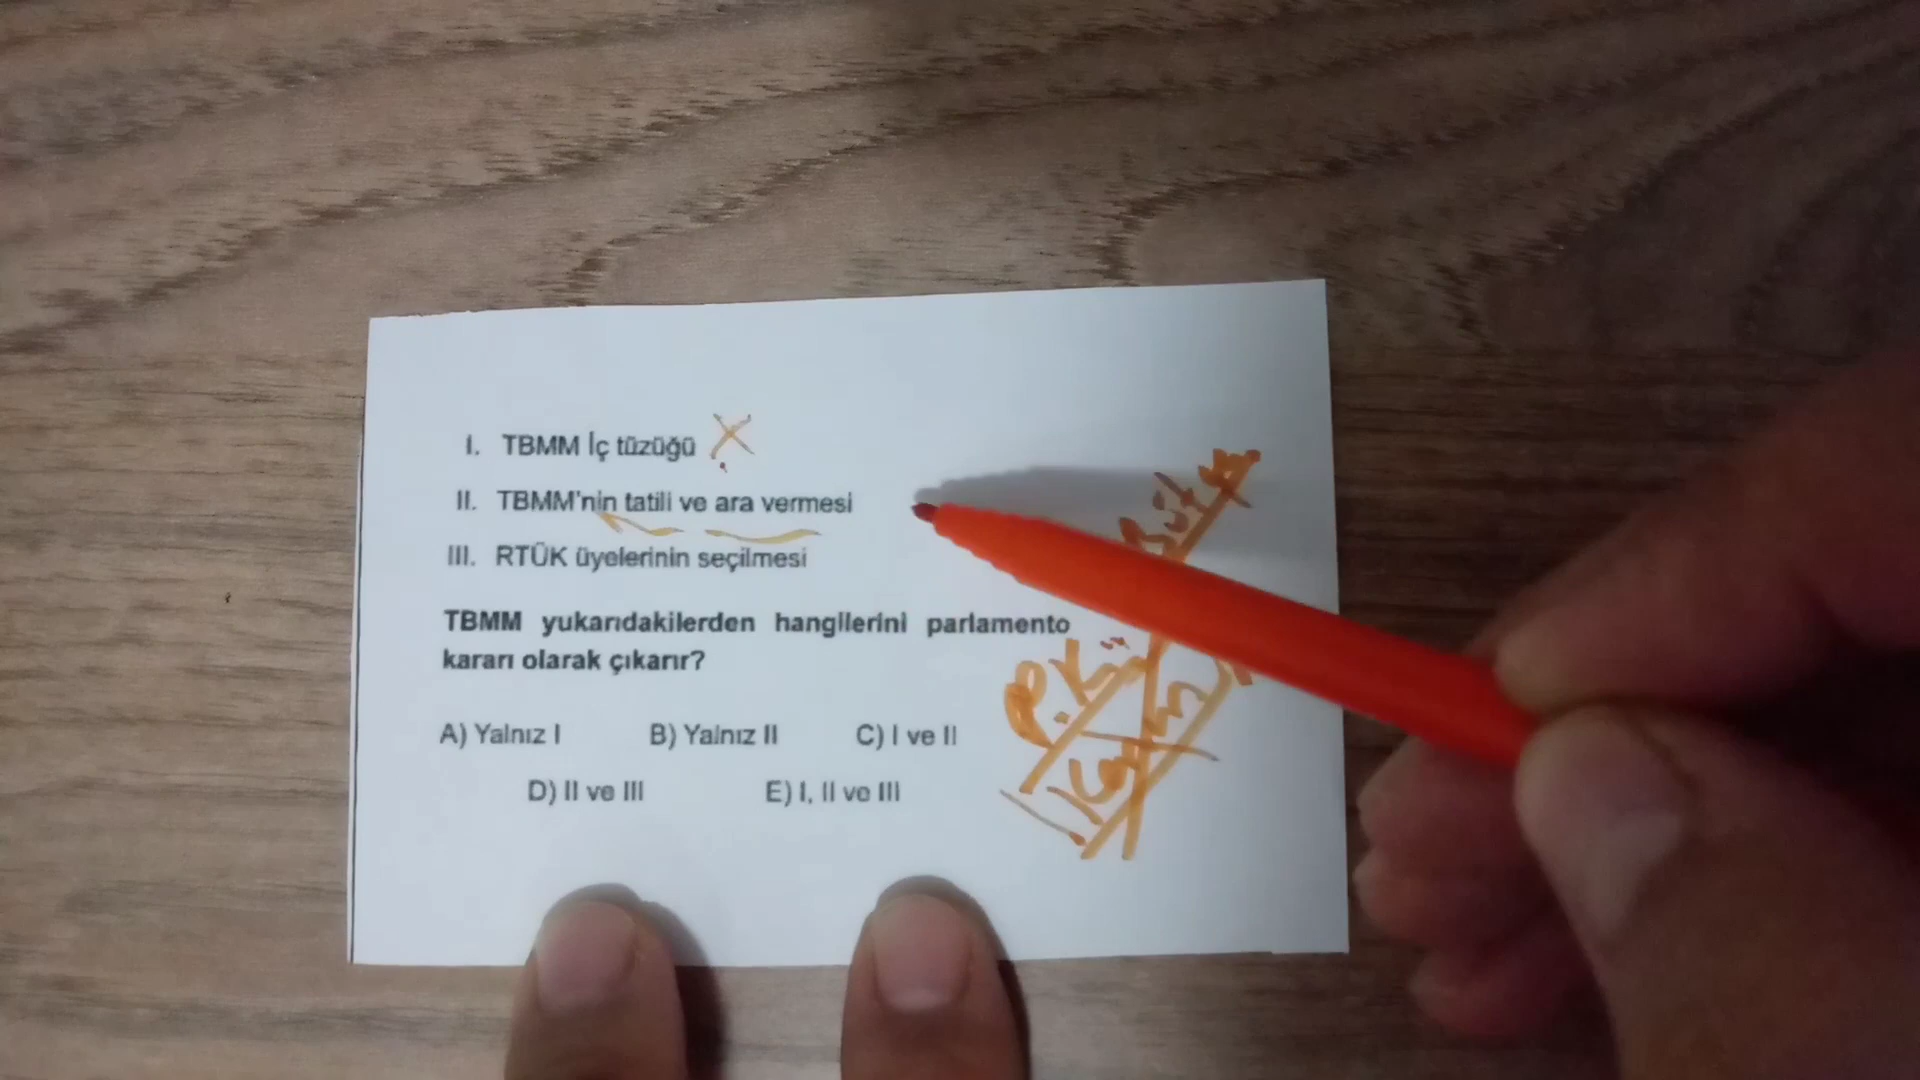 I. TBMM İç tüzüğü X
II. TBMM'nin tatili ve ara vermesi
III. RTÜK üyelerinin seçilmesi
TBMM yukarıdakilerden hangilerini parlamento
kararı olarak çıkarır?
A) Yalnız I B) Yalnız II C) I ve II
D) II ve III E) I, II ve III